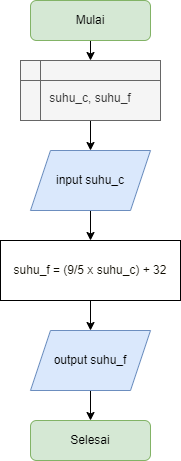 Mulai
suhu_c, suhu_f
input suhu_c
suhu_f = (9/5 x suhu_c) + 32
output suhu_f
Selesai